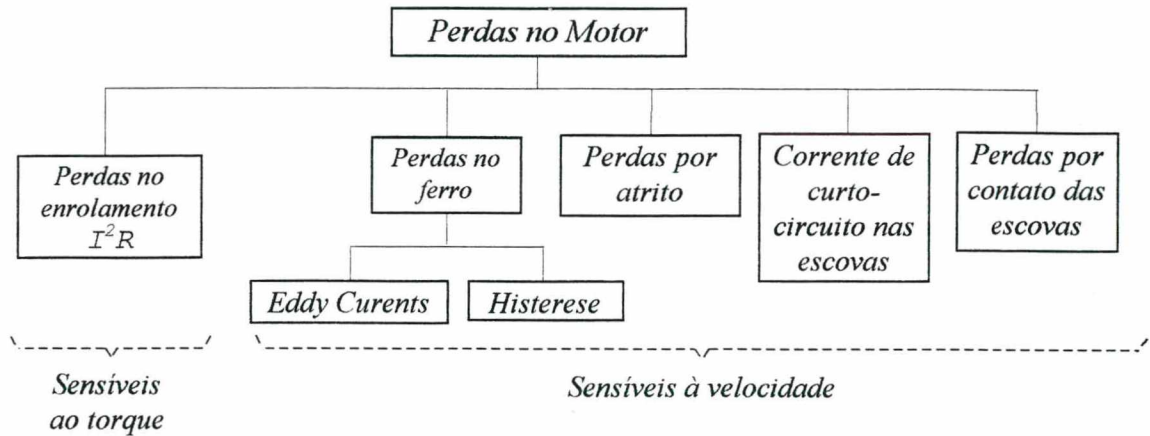 Perdas no Motor
Perdas no
enrolamento
I²R
Perdas no
ferro
Perdas por
atrito
Corrente de
curto-
circuito nas
escovas
Perdas por
contato das
escovas
Eddy Curents
Histerese
Sensíveis
ao torque
Sensíveis à velocidade